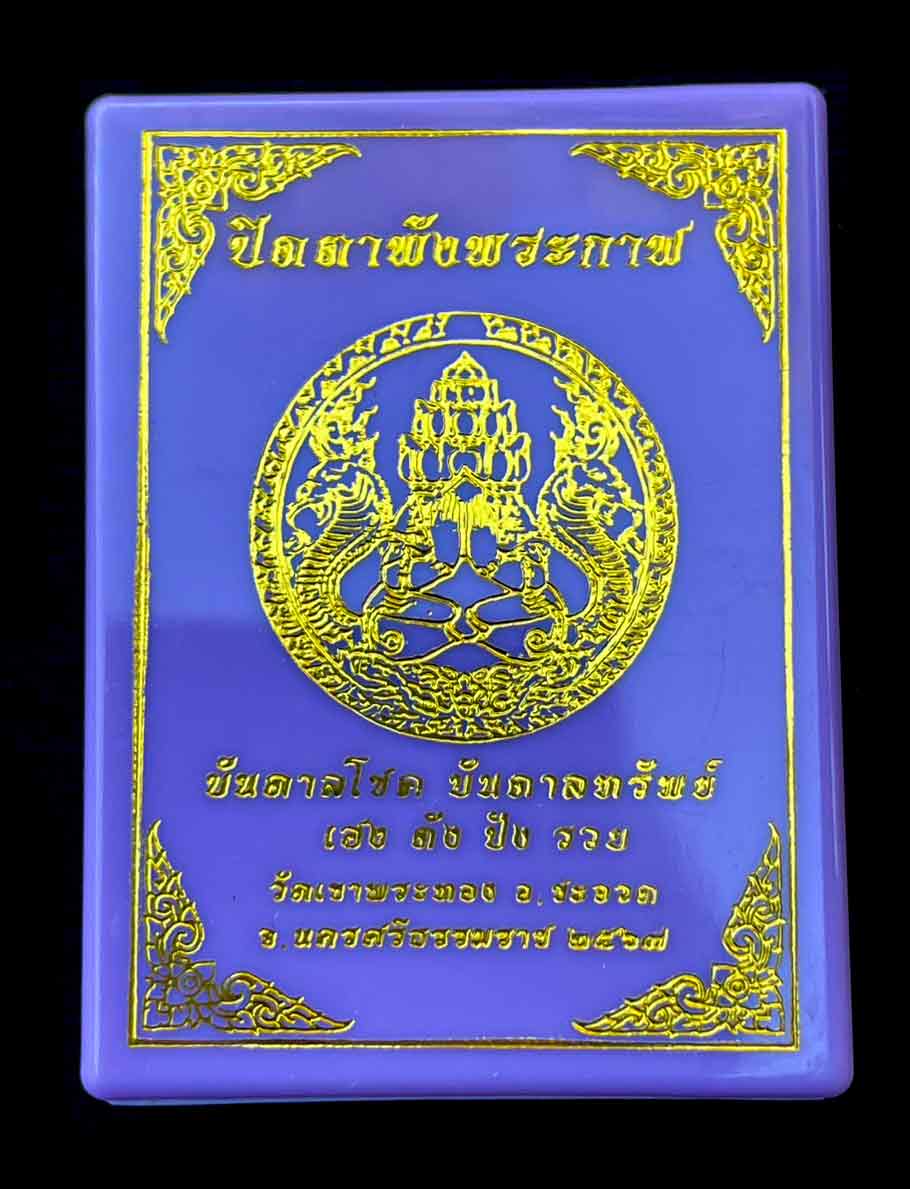 ปิดตาพังพระกาฬ
บันดาลโชค บันดาลทรัพย์
เฮง ดัง ปัง รวย
วัดเขาพระทอง อ.ชะอวด
จ.นครศรีธรรมราช ๒๕๖๗